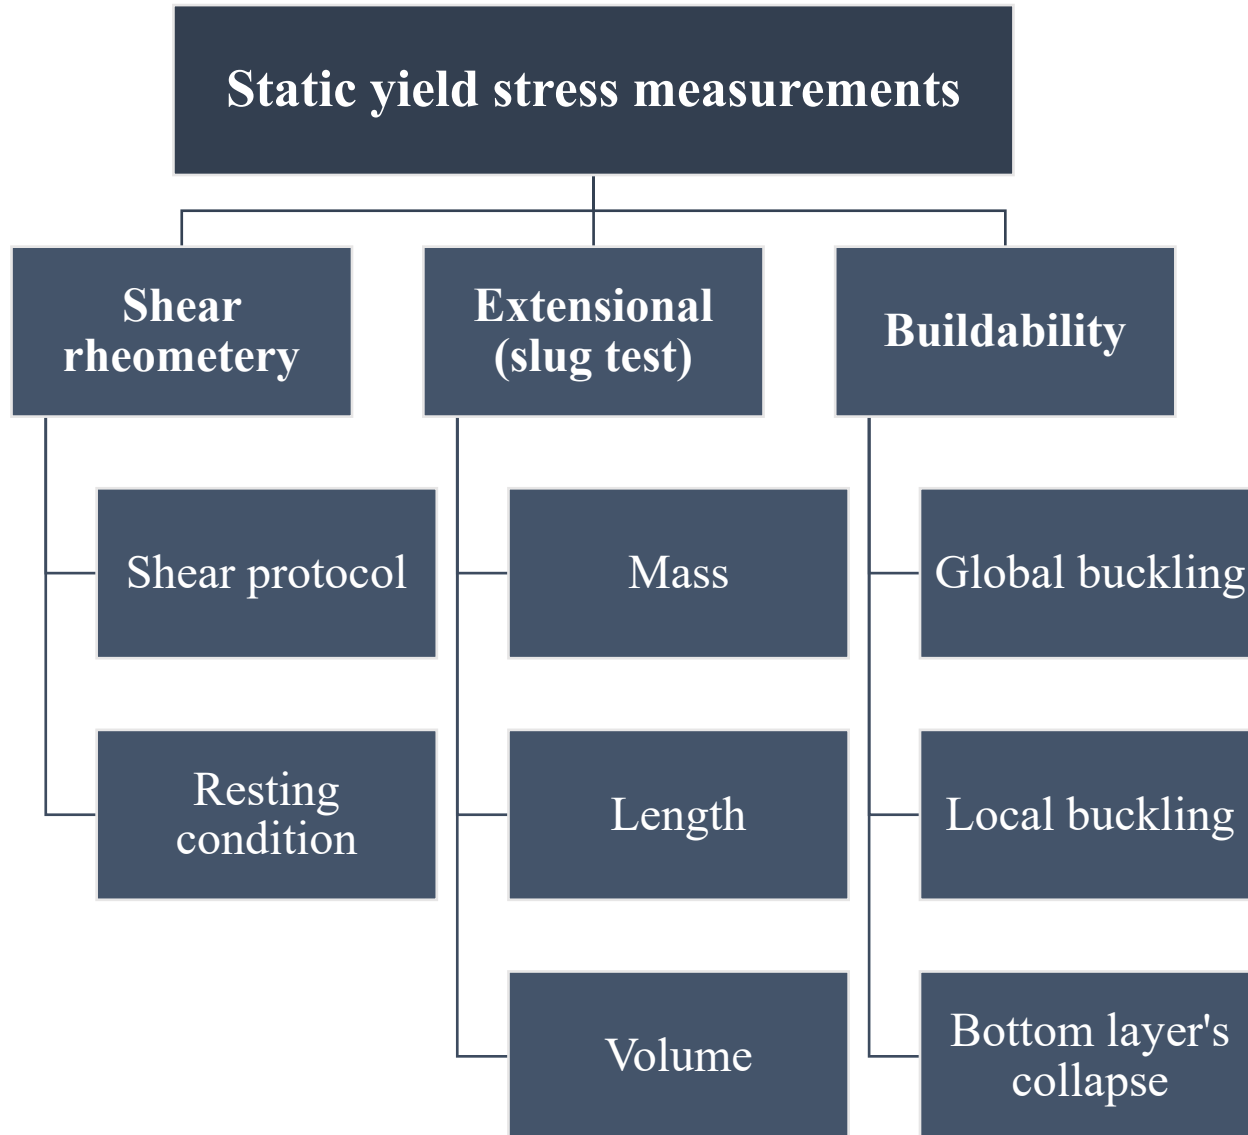 Static yield stress measurements
Shear
rheometery
Extensional
(slug test)
Buildability
Shear protocol
Mass
Global buckling
Resting
condition
Length
Local buckling
Volume
Bottom layer's
collapse